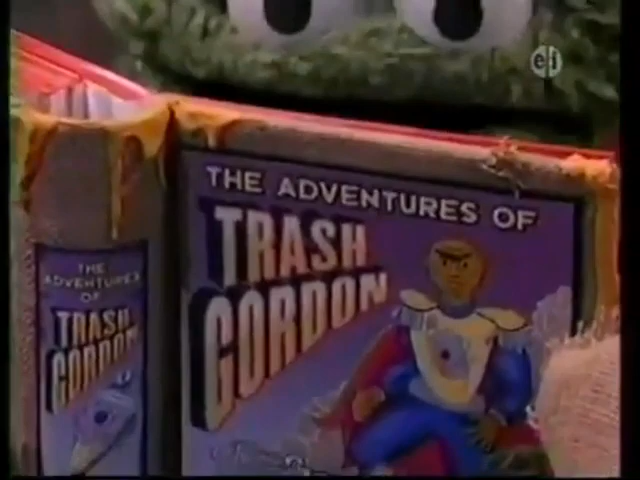 THE ADVENTURES OF
TRASH
GORDON
THE
ADVENTURES
OF
TRASH
GORDON
e/i